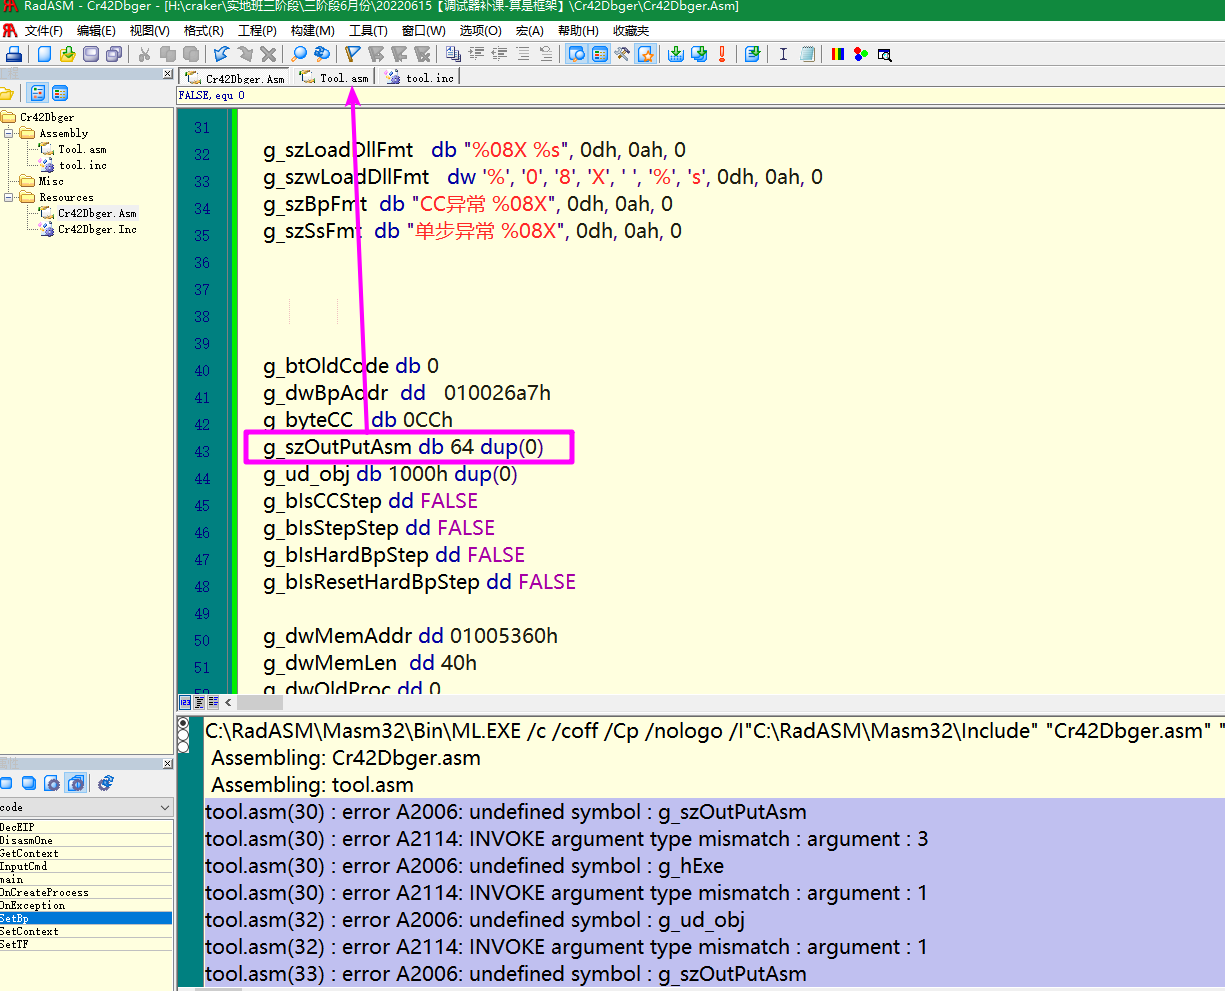 RadASM - Cr42Dbger - [H:\craker\实地班三阶段\三阶段6月份\20220615【调试器补课-算是框架】\Cr42Dbger\Cr42Dbger.Asm]
文件(F) 编辑(E) 视图(V) 格式(R) 工程(P) 构建(M) 工具(T) 窗口(W) 选项(O) 宏(A) 帮助(H) 收藏夹
Cr42Dbger.Asm Tool.asm tool.inc
FALSE, equ 0
Cr42Dbger
Assembly
Tool.asm
tool.inc
Misc
Resources
Cr42Dbger.Asm
Cr42Dbger.Inc
31
32 g_szLoadDllFmt db "%08X %s", 0dh, 0ah, 0
33 g_szwLoadDllFmt dw '%', '0', '8', 'X', ' ', '%', 's', 0dh, 0ah, 0
34 g_szBpFmt db "CC异常 %08X", 0dh, 0ah, 0
35 g_szSsFmt db "单步异常 %08X", 0dh, 0ah, 0
36
37
38
39
40 g_btOldCode db 0
41 g_dwBpAddr dd 010026a7h
42 g_byteCC db 0CCh
43 g_szOutPutAsm db 64 dup(0)
44 g_ud_obj db 1000h dup(0)
45 g_bIsCCStep dd FALSE
46 g_bIsStepStep dd FALSE
47 g_bIsHardBpStep dd FALSE
48 g_bIsResetHardBpStep dd FALSE
49
50 g_dwMemAddr dd 01005360h
51 g_dwMemLen dd 40h
52 g_dwOldProc dd 0
code
DecEIP
DisasmOne
GetContext
InputCmd
main
OnCreateProcess
OnException
SetBp
SetContext
SetTF
C:\RadASM\Masm32\Bin\ML.EXE /c /coff /Cp /nologo /I"C:\RadASM\Masm32\Include" "Cr42Dbger.asm" "
Assembling: Cr42Dbger.asm
Assembling: tool.asm
tool.asm(30) : error A2006: undefined symbol : g_szOutPutAsm
tool.asm(30) : error A2114: INVOKE argument type mismatch : argument : 3
tool.asm(30) : error A2006: undefined symbol : g_hExe
tool.asm(30) : error A2114: INVOKE argument type mismatch : argument : 1
tool.asm(32) : error A2006: undefined symbol : g_ud_obj
tool.asm(32) : error A2114: INVOKE argument type mismatch : argument : 1
tool.asm(33) : error A2006: undefined symbol : g_szOutPutAsm